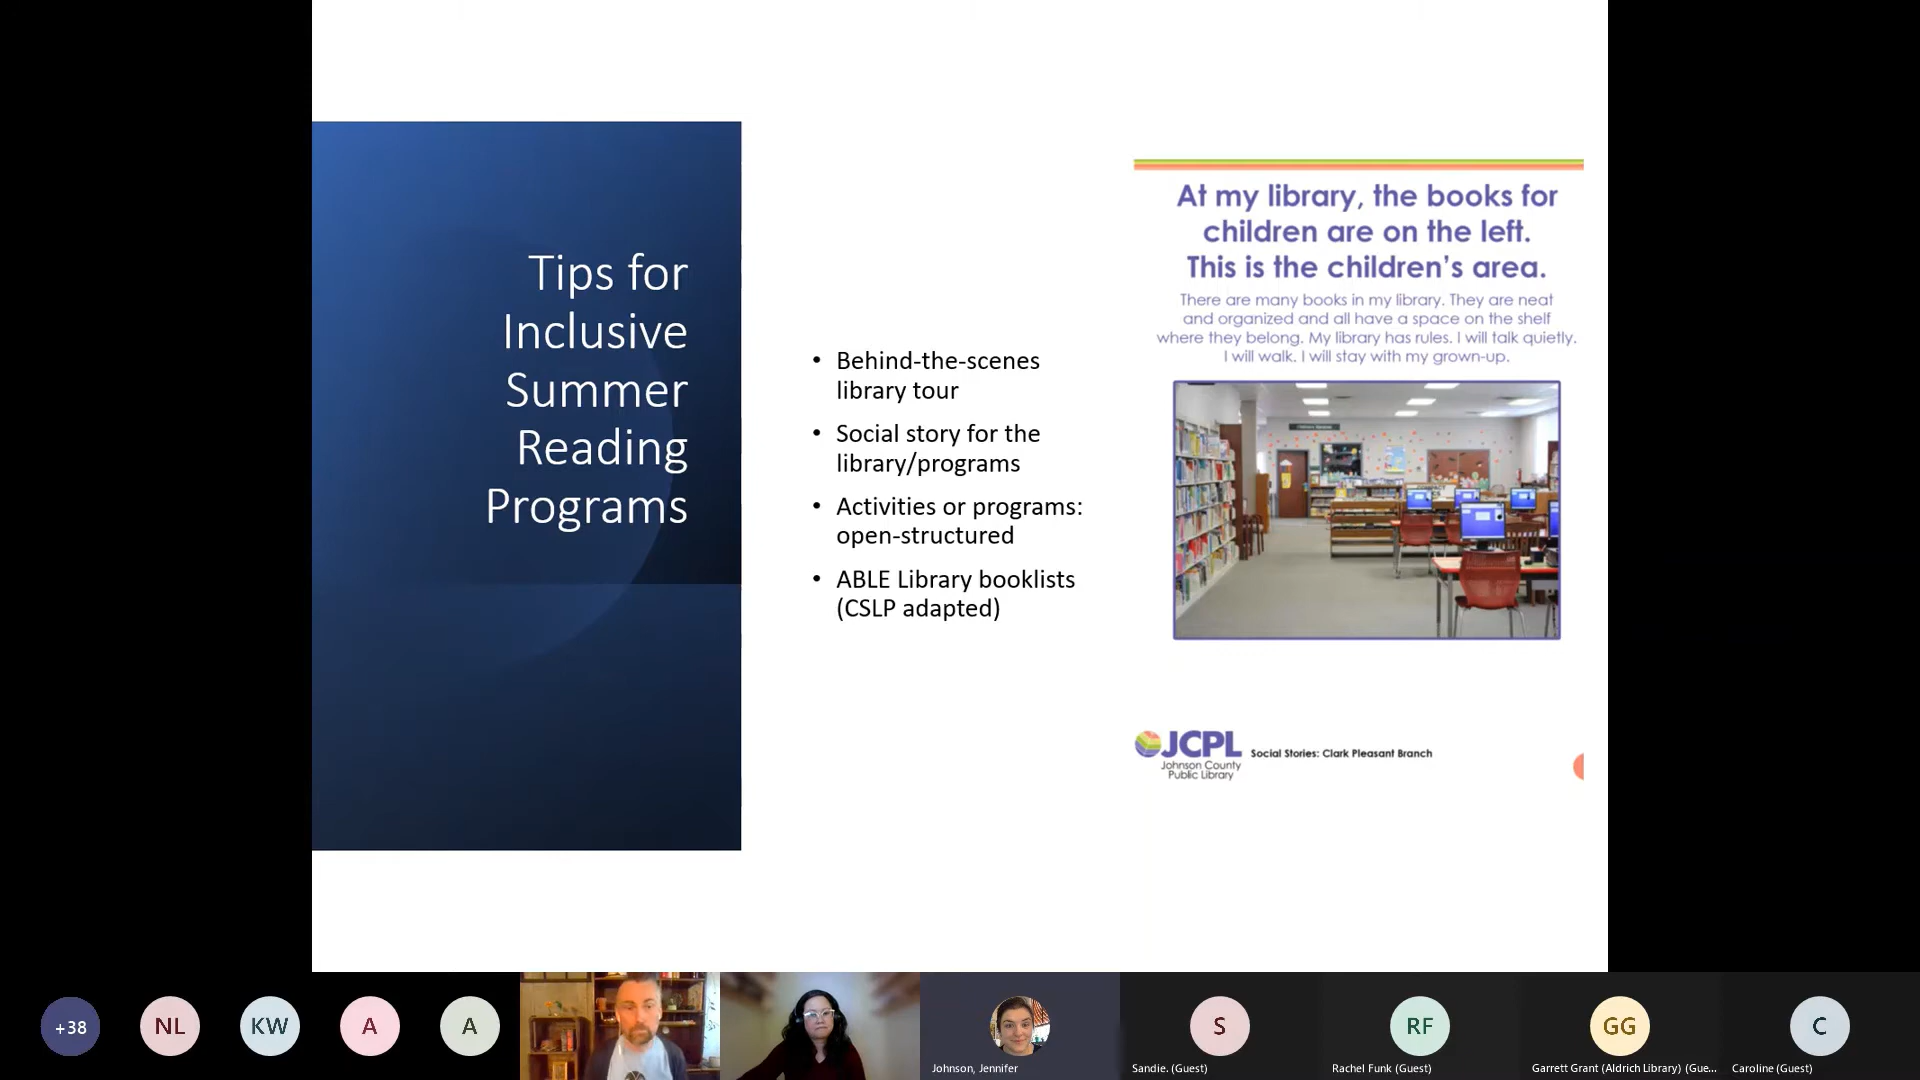 Tips for
Inclusive
Summer
Reading
Programs
• Behind-the-scenes
library tour
• Social story for the
library/programs
• Activities or programs:
open-structured
• ABLE Library booklists
(CSLP adapted)
At my library, the books for
children are on the left.
This is the children's area.
There are many books in my library. They are neat
and organized and all have a space on the shelf
where they belong. My library has rules. I will talk quietly.
I will walk. I will stay with my grown-up.
JCPL
Johnson County
Public Library
Social Stories: Clark Pleasant Branch
+38
NL
KW
A
A
Johnson, Jennifer
S
Sandie. (Guest)
RF
Rachel Funk (Guest)
GG
Garrett Grant (Aldrich Library) (Gue...
C
Caroline (Guest)